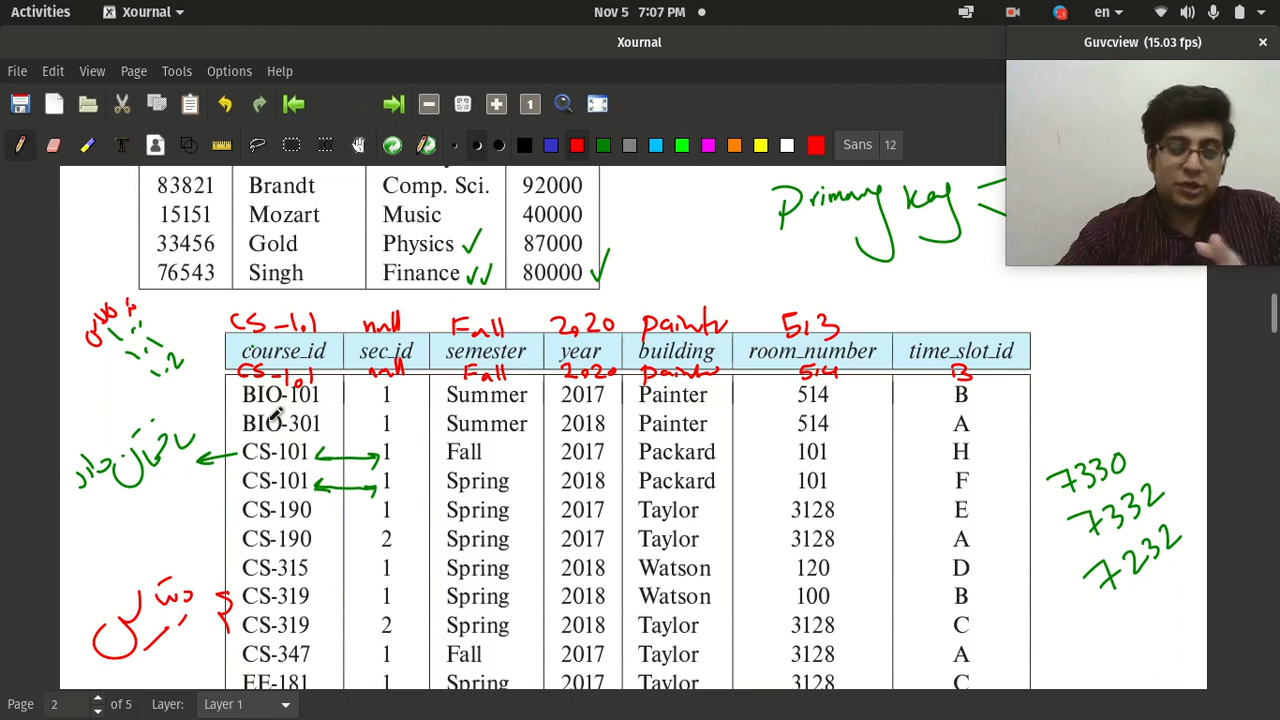 Activities Xournal Nov 5 7:07 PM en
Xournal
Guvcview (15.03 fps)
File Edit View Page Tools Options Help
Sans 12
83821 Brandt Comp. Sci. 92000
15151 Mozart Music 40000
33456 Gold Physics 87000
76543 Singh Finance 80000
Primary key
CS-101 null Fall 2020 painter 513
course_id sec_id semester year building room_number time_slot_id
CS-101 null Fall 2020 painter 514 B
BIO-101 1 Summer 2017 Painter 514 B
BIO-301 1 Summer 2018 Painter 514 A
CS-101 1 Fall 2017 Packard 101 H
CS-101 1 Spring 2018 Packard 101 F
CS-190 1 Spring 2017 Taylor 3128 E
CS-190 2 Spring 2017 Taylor 3128 A
CS-315 1 Spring 2018 Watson 120 D
CS-319 1 Spring 2018 Watson 100 B
CS-319 2 Spring 2018 Taylor 3128 C
CS-347 1 Fall 2017 Taylor 3128 A
EE-181 1 Spring 2017 Taylor 3128 C
7330
7332
7232
Page 2 of 5 Layer: Layer 1